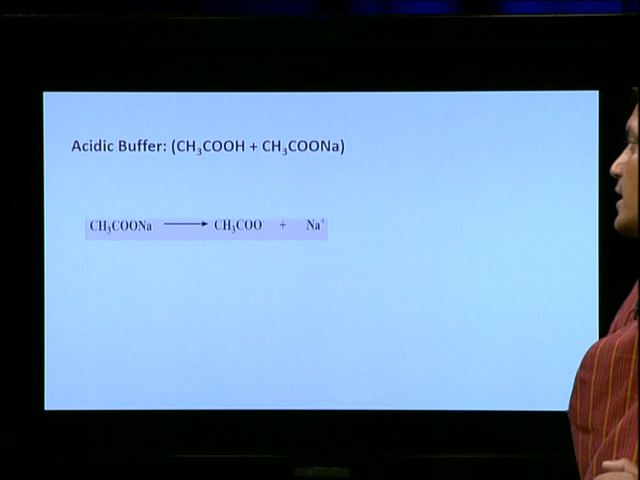 Acidic Buffer: (CH₃COOH + CH₃COONa)
CH₃COONa ⟶ CH₃COO + Na⁺